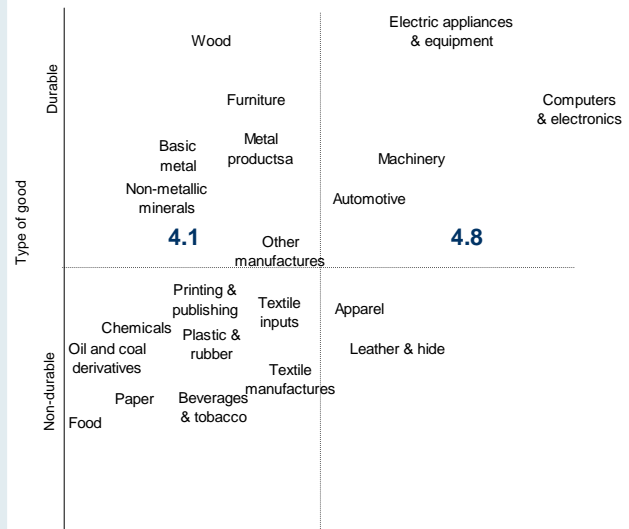 Electric appliances
& equipment
Wood
Durable
Furniture
Computers
& electronics
Metal
productsa
Basic
metal
Machinery
Non-metallic
minerals
Automotive
Type of good
4.1
4.8
Other
manufactures
Printing &
publishing
Textile
inputs
Apparel
Chemicals
Plastic &
rubber
Oil and coal
derivatives
Leather & hide
Non-durable
Textile
manufactures
Paper
Beverages
& tobacco
Food